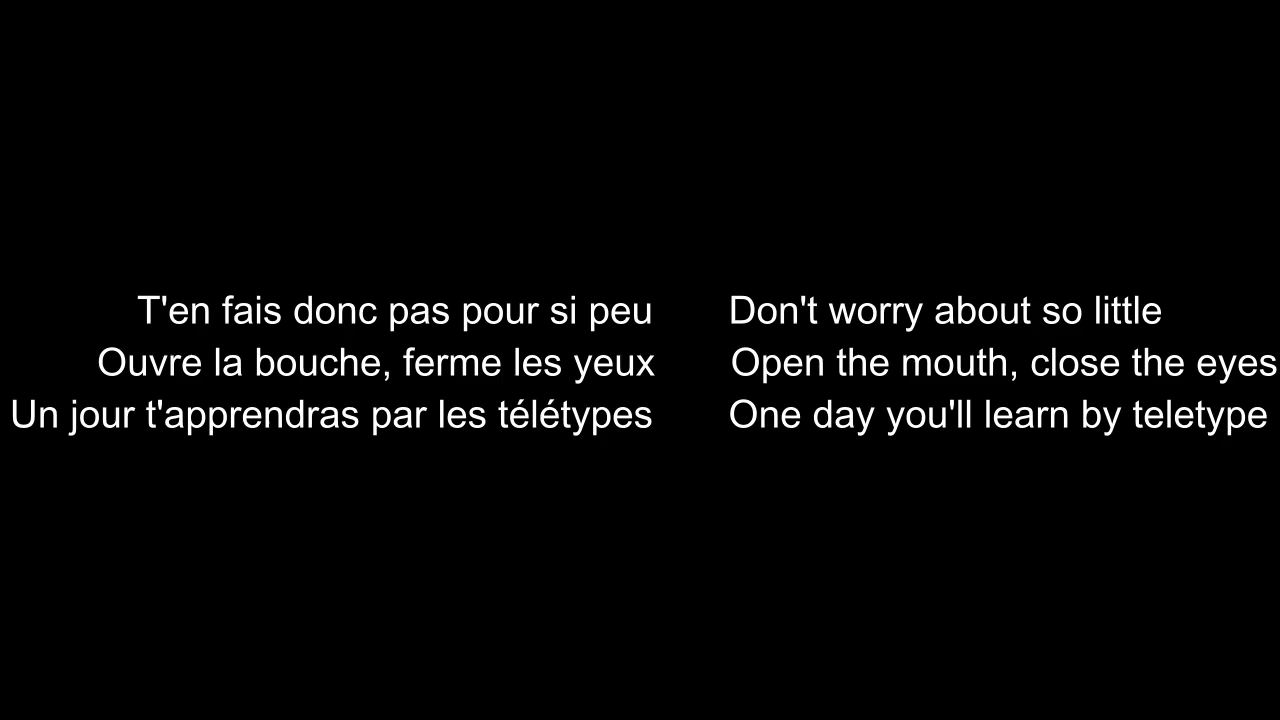 T'en fais donc pas pour si peu
Ouvre la bouche, ferme les yeux
Un jour t'apprendras par les télétypes
Don't worry about so little
Open the mouth, close the eyes
One day you'll learn by teletype